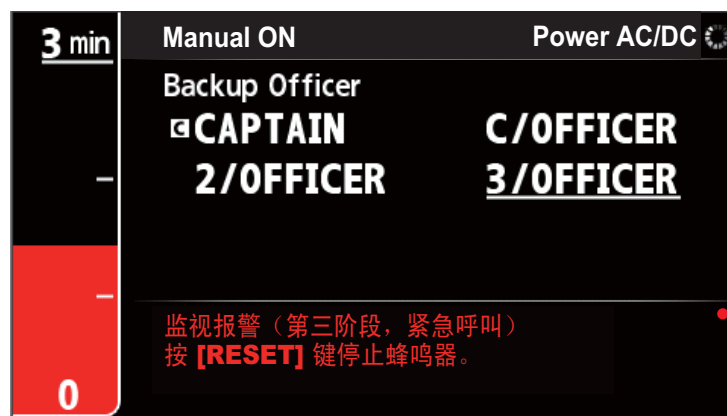 3 min
Manual ON Power AC/DC
Backup Officer
C CAPTAIN C/OFFICER
2/OFFICER 3/OFFICER
监视报警（第三阶段，紧急呼叫）
按 [RESET] 键停止蜂鸣器。
0